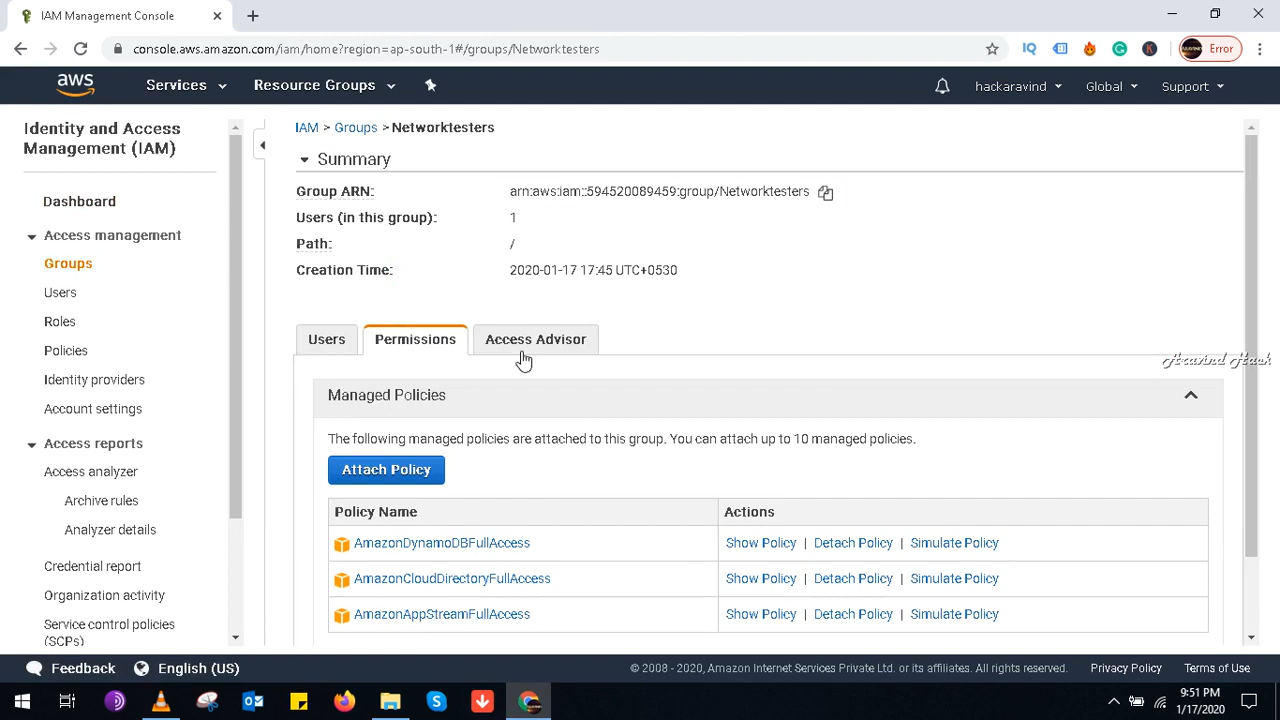 IAM Management Console
console.aws.amazon.com/iam/home?region=ap-south-1#/groups/Networktesters
IQ
K
Error
aws
Services
Resource Groups
hackaravind
Global
Support
Identity and Access
Management (IAM)
Dashboard
Access management
Groups
Users
Roles
Policies
Identity providers
Account settings
Access reports
Access analyzer
Archive rules
Analyzer details
Credential report
Organization activity
Service control policies
(SCPs)
IAM > Groups > Networktesters
Summary
Group ARN: arn:aws:iam::594520089459:group/Networktesters
Users (in this group): 1
Path: /
Creation Time: 2020-01-17 17:45 UTC+0530
Users
Permissions
Access Advisor
Aravind Hack
Managed Policies
The following managed policies are attached to this group. You can attach up to 10 managed policies.
Attach Policy
Policy Name Actions
AmazonDynamoDBFullAccess Show Policy | Detach Policy | Simulate Policy
AmazonCloudDirectoryFullAccess Show Policy | Detach Policy | Simulate Policy
AmazonAppStreamFullAccess Show Policy | Detach Policy | Simulate Policy
Feedback
English (US)
© 2008 - 2020, Amazon Internet Services Private Ltd. or its affiliates. All rights reserved.
Privacy Policy
Terms of Use
9:51 PM
1/17/2020